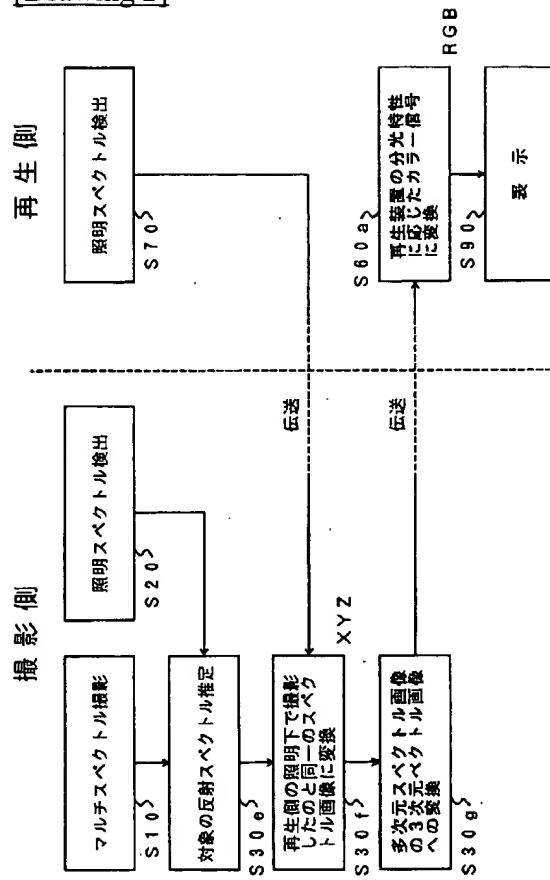 撮影側
再生側
マルチスペクトル撮影
S10
照明スペクトル検出
S20
照明スペクトル検出
S70
対象の反射スペクトル推定
S30e
伝送
再生側の照明下で撮影
したのと同一のスペク
トル画像に変換
XYZ
S30f
多次元スペクトル画像
の3次元ベクトル画像
への変換
S30g
伝送
S60a
再生装置の分光特性
に応じたカラー信号
に変換
RGB
S90
表示